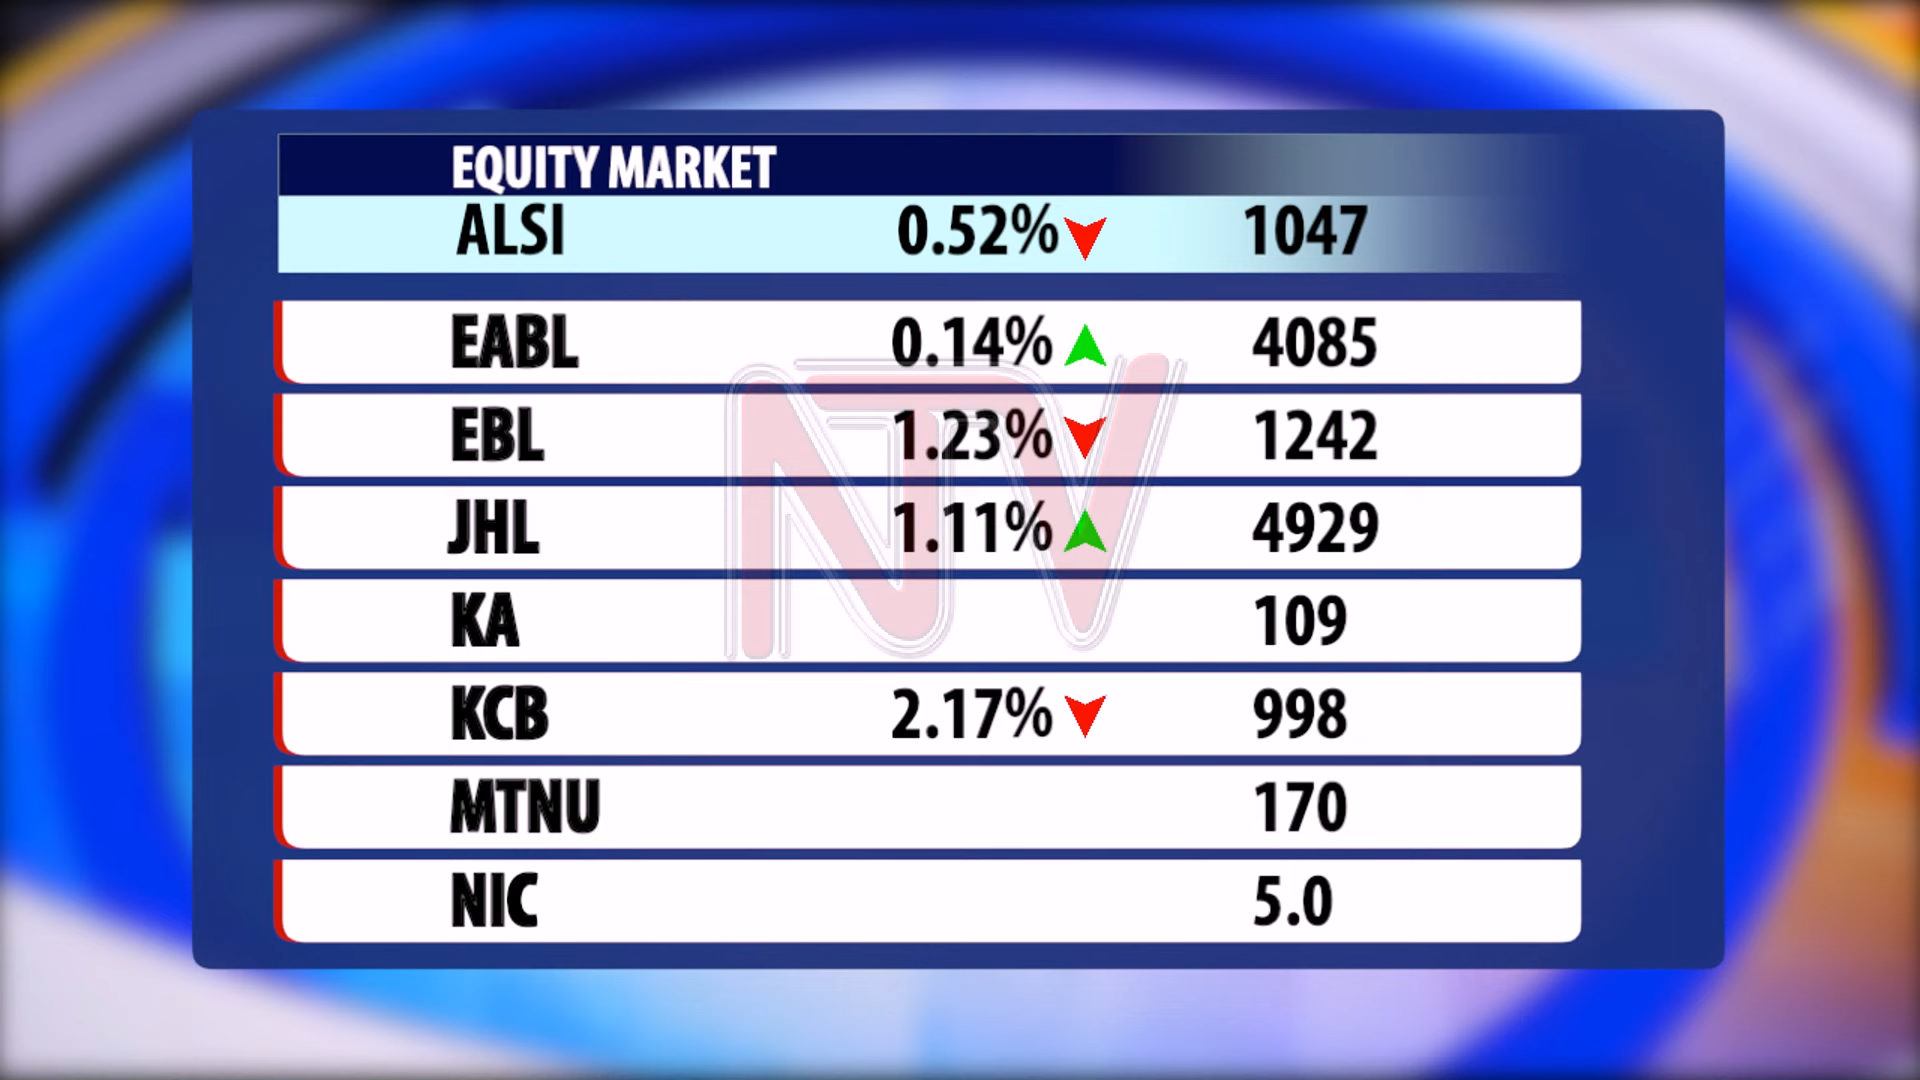 EQUITY MARKET
ALSI 0.52% 1047
EABL 0.14% 4085
EBL 1.23% 1242
JHL 1.11% 4929
KA 109
KCB 2.17% 998
MTNU 170
NIC 5.0
NTV